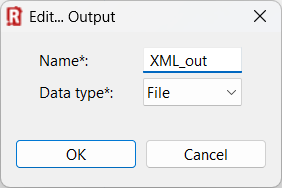 Edit... Output
Name*: XML_out
Data type*: File
OK Cancel